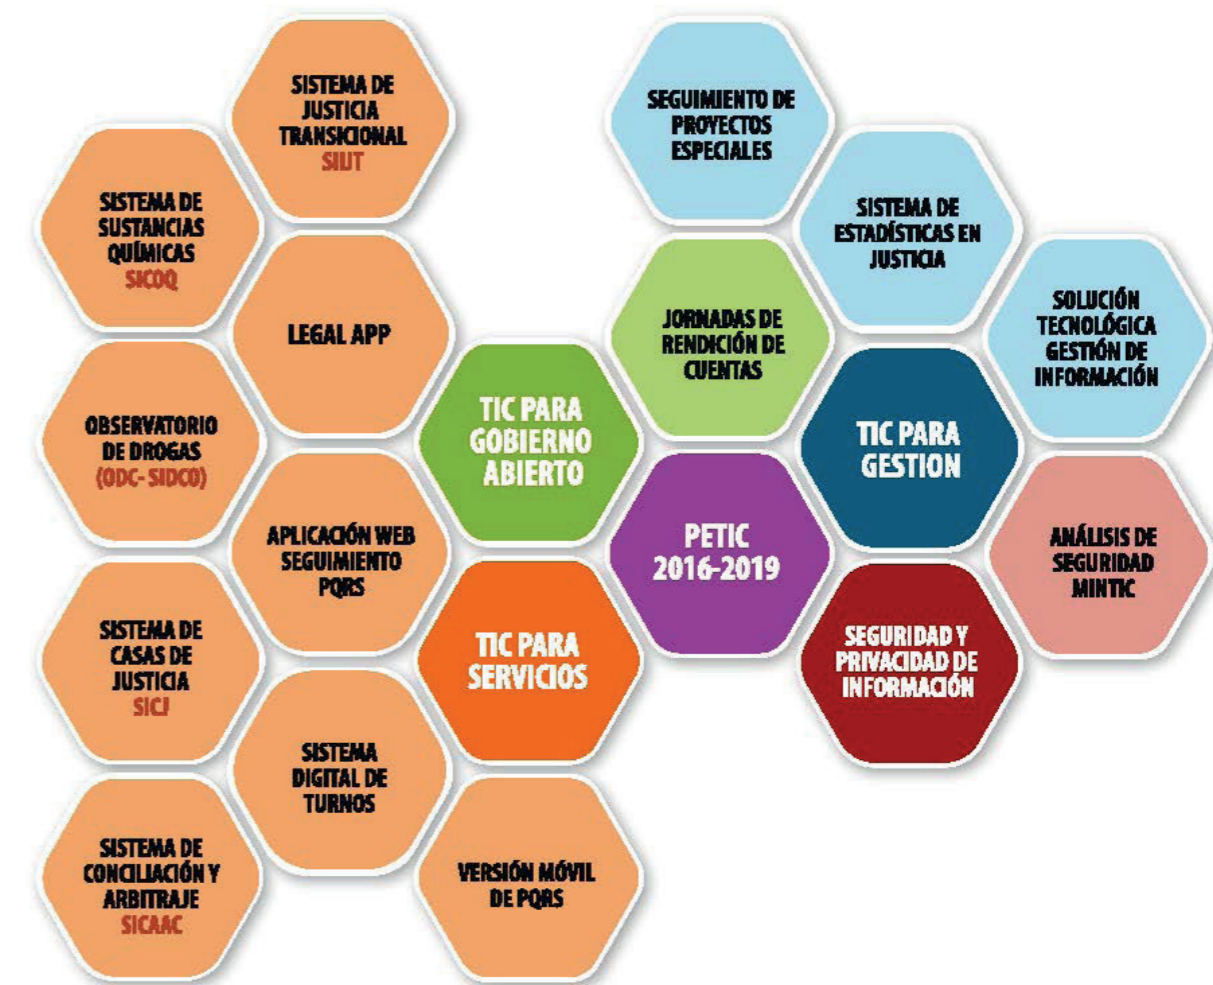 SISTEMA DE
JUSTICIA
TRANSICIONAL
SIIJT
SISTEMA DE
SUSTANCIAS
QUÍMICAS
SICOQ
LEGAL APP
OBSERVATORIO
DE DROGAS
(ODC- SIDCO)
APLICACIÓN WEB
SEGUIMIENTO
PQRS
SISTEMA DE
CASAS DE
JUSTICIA
SICJ
SISTEMA
DIGITAL DE
TURNOS
SISTEMA DE
CONCILIACIÓN Y
ARBITRAJE
SICAAC
VERSIÓN MÓVIL
DE PQRS
TIC PARA
GOBIERNO
ABIERTO
TIC PARA
SERVICIOS
SEGUIMIENTO DE
PROYECTOS
ESPECIALES
JORNADAS DE
RENDICIÓN DE
CUENTAS
PETIC
2016-2019
SISTEMA DE
ESTADÍSTICAS EN
JUSTICIA
TIC PARA
GESTION
SEGURIDAD Y
PRIVACIDAD DE
INFORMACIÓN
SOLUCIÓN
TECNOLÓGICA
GESTIÓN DE
INFORMACIÓN
ANÁLISIS DE
SEGURIDAD
MINTIC